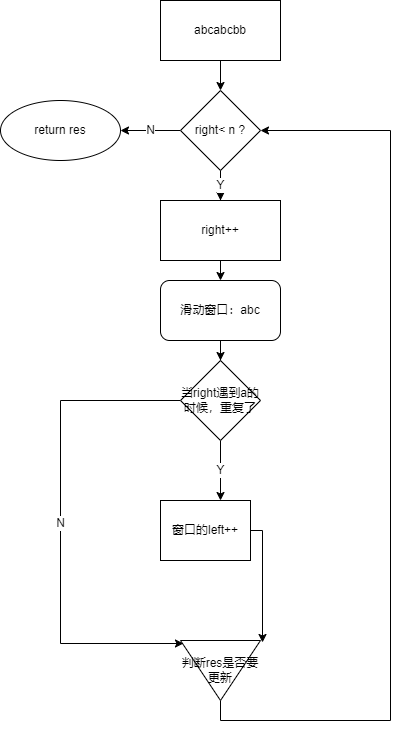 abcabcbb
right< n ?
N
return res
Y
right++
滑动窗口：abc
当right遇到a的
时候，重复了
Y
N
窗口的left++
判断res是否要
更新